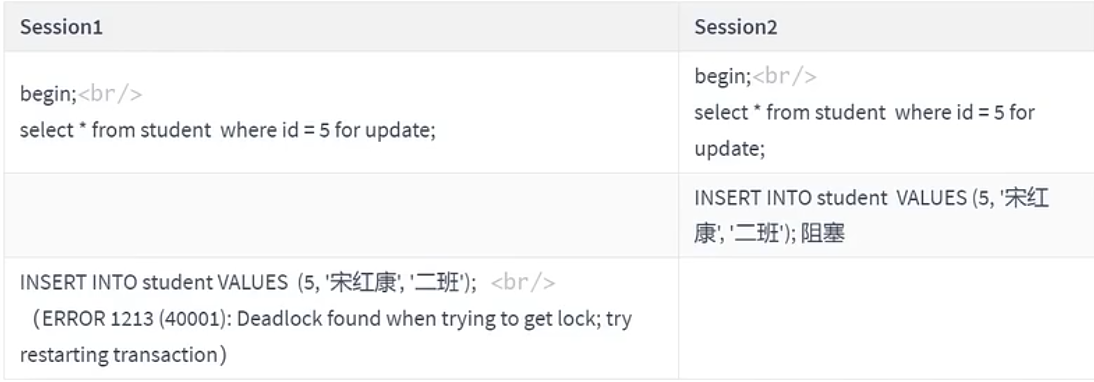 Session1
Session2
begin;<br/>
select * from student where id = 5 for update;
begin;<br/>
select * from student where id = 5 for
update;
INSERT INTO student VALUES (5, '宋红
康', '二班'); 阻塞
INSERT INTO student VALUES (5, '宋红康', '二班'); <br/>
（ERROR 1213 (40001): Deadlock found when trying to get lock; try
restarting transaction）